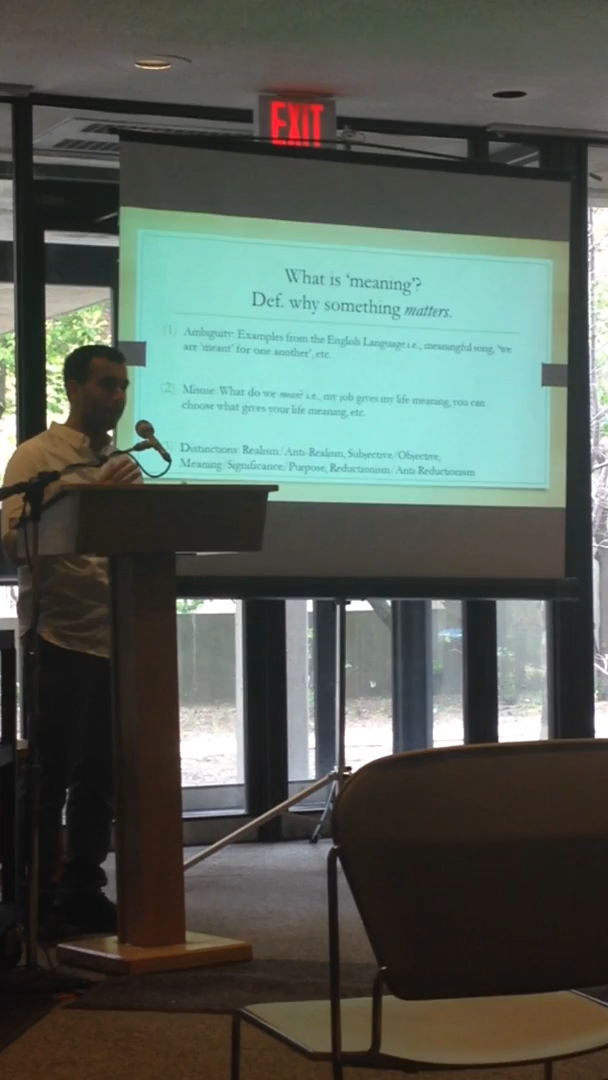 EXIT
What is 'meaning'?
Def. why something matters.
(1) Ambiguity: Examples from the English Language i.e., meaningful song, 'we
are 'meant' for one another', etc.
(2) Misuse: What do we mean? i.e., my job gives my life meaning, you can
choose what gives your life meaning, etc.
Distinctions: Realism/Anti-Realism, Subjective/Objective,
Meaning/Significance/Purpose, Reductionism/Anti-Reductionism